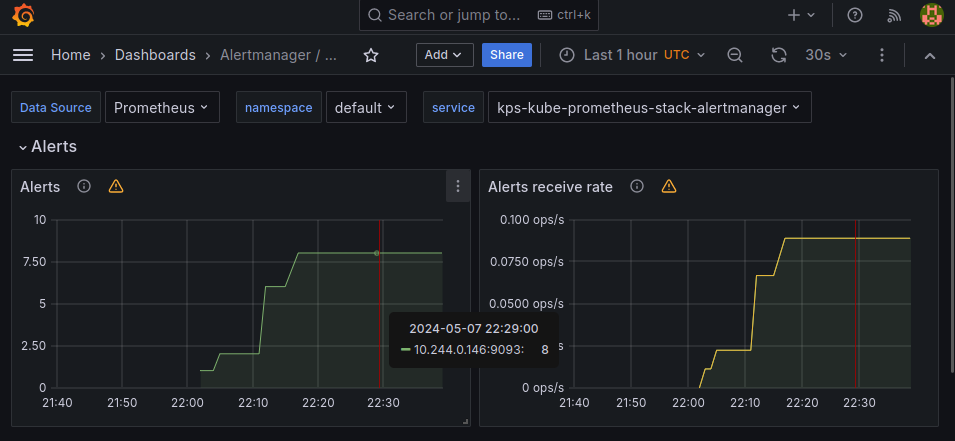 Search or jump to... ctrl+k
Home Dashboards Alertmanager / ... Add Share Last 1 hour UTC 30s
Data Source Prometheus namespace default service kps-kube-prometheus-stack-alertmanager
Alerts
Alerts
10
7.50
5
2.50
0
21:40 21:50 22:00 22:10 22:20 22:30
2024-05-07 22:29:00
10.244.0.146:9093: 8
Alerts receive rate
0.100 ops/s
0.0750 ops/s
0.0500 ops/s
0 ops/s
21:40 21:50 22:00 22:10 22:20 22:30